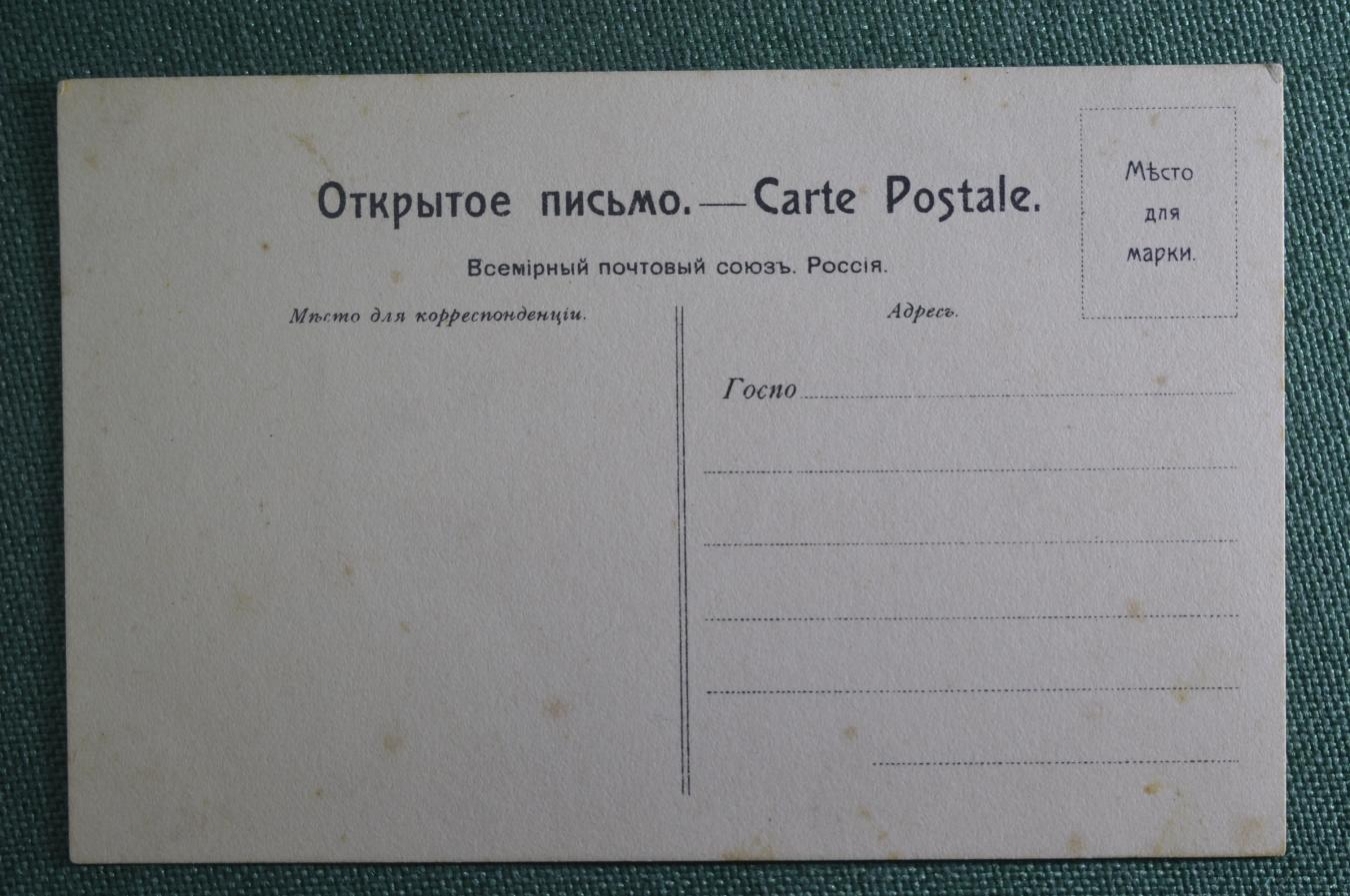 Открытое письмо.—Carte Postale.
Всемірный почтовый союзъ. Россія.
Мѣсто
для
марки.
Мѣсто для корреспонденціи.
Адресъ.
Госпо